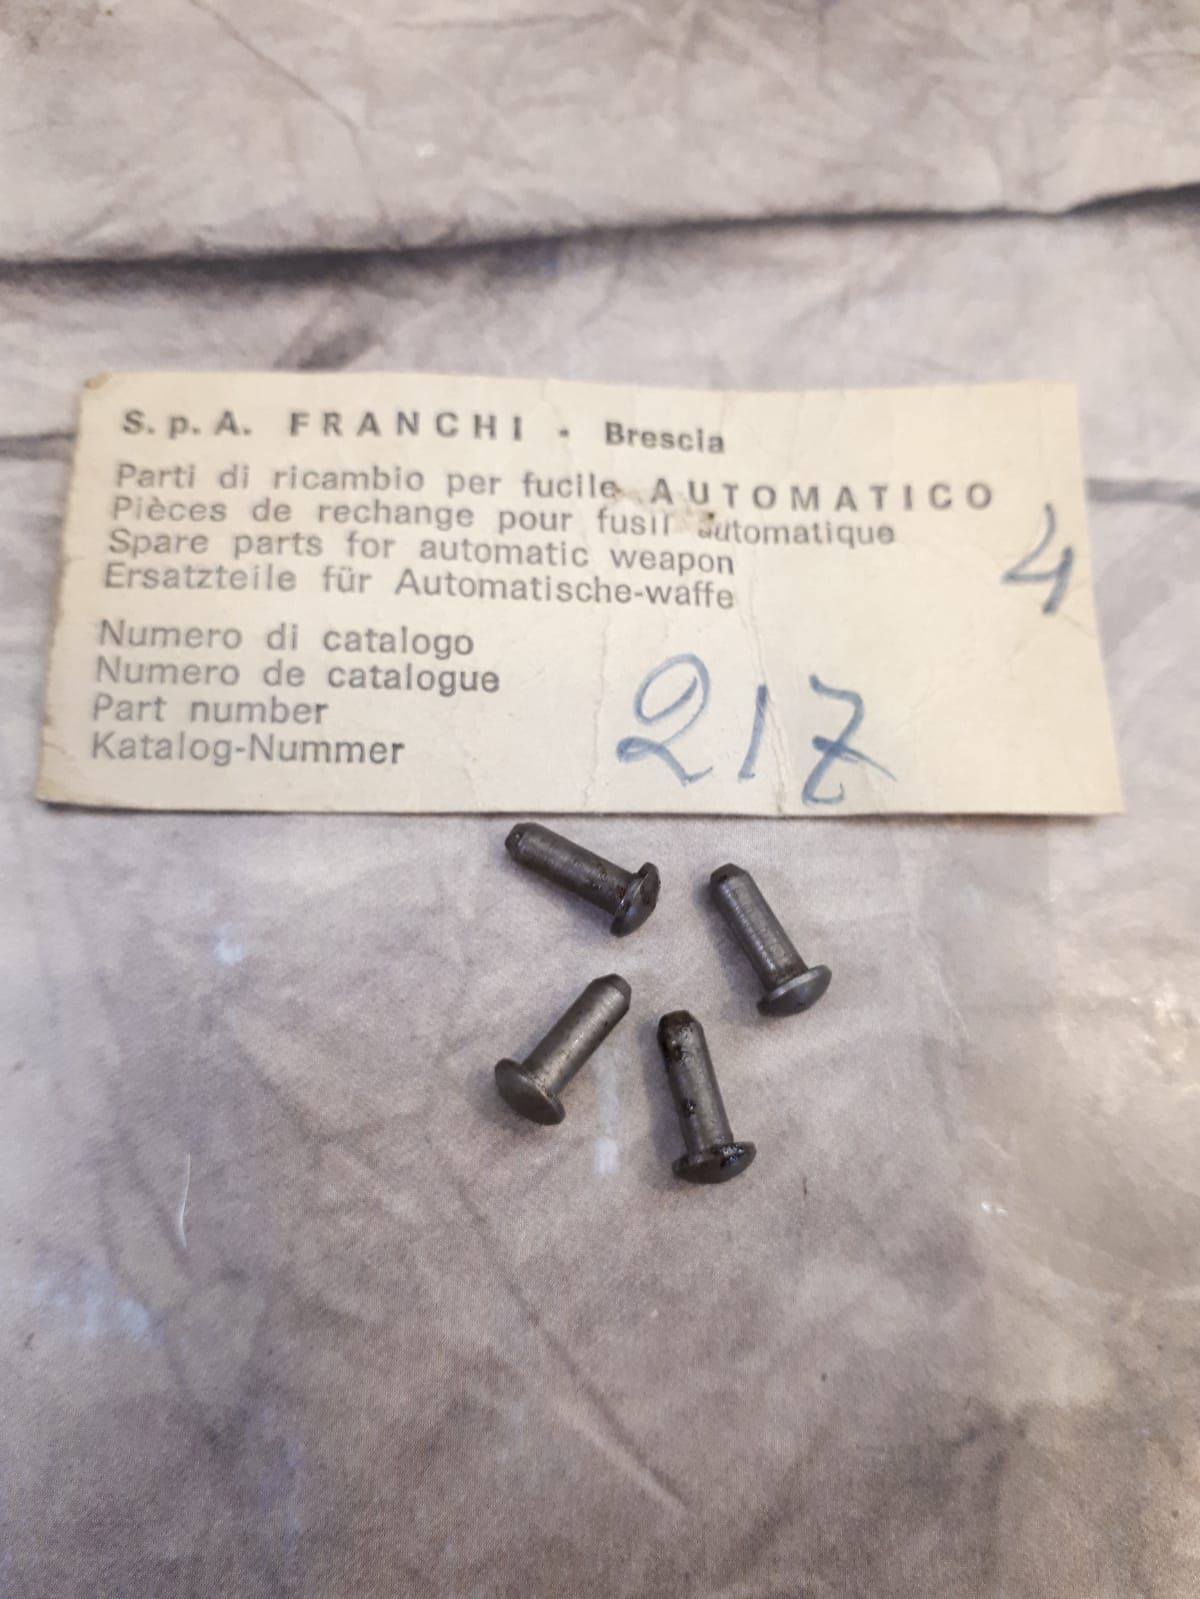 S.p.A. FRANCHI - Brescia
Parti di ricambio per fucile AUTOMATICO
Pièces de rechange pour fusil automatique
Spare parts for automatic weapon
Ersatzteile für Automatische-waffe
4
Numero di catalogo
Numero de catalogue
Part number
Katalog-Nummer
217